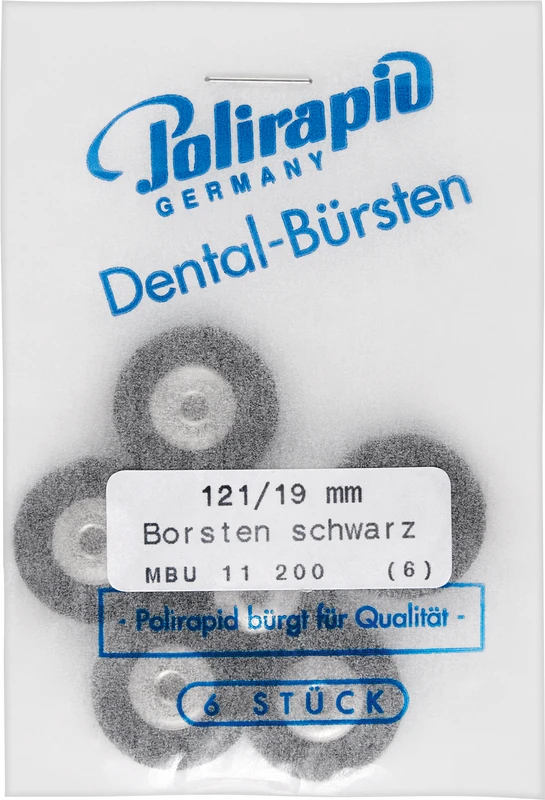 Polirapid
GERMANY
Dental-Bürsten
121/19 mm
Borsten schwarz
MBU 11 200 (6)
- Polirapid bürgt für Qualität -
6 STÜCK